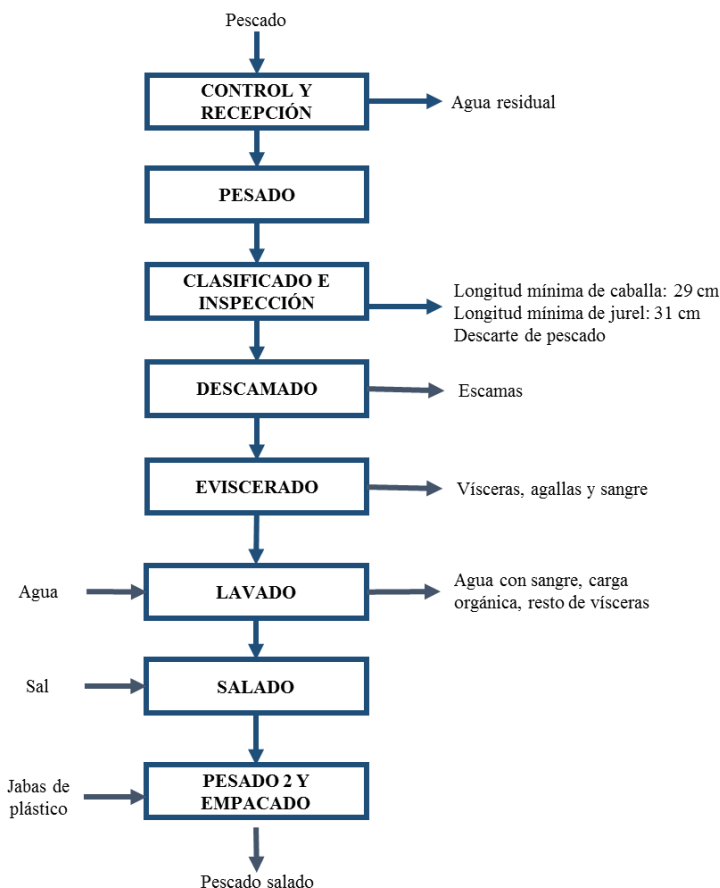 Pescado
CONTROL Y
RECEPCIÓN
Agua residual
PESADO
CLASIFICADO E
INSPECCIÓN
Longitud mínima de caballa: 29 cm
Longitud mínima de jurel: 31 cm
Descarte de pescado
DESCAMADO
Escamas
EVISCERADO
Vísceras, agallas y sangre
Agua
LAVADO
Agua con sangre, carga
orgánica, resto de vísceras
Sal
SALADO
Jabas de
plástico
PESADO 2 Y
EMPACADO
Pescado salado